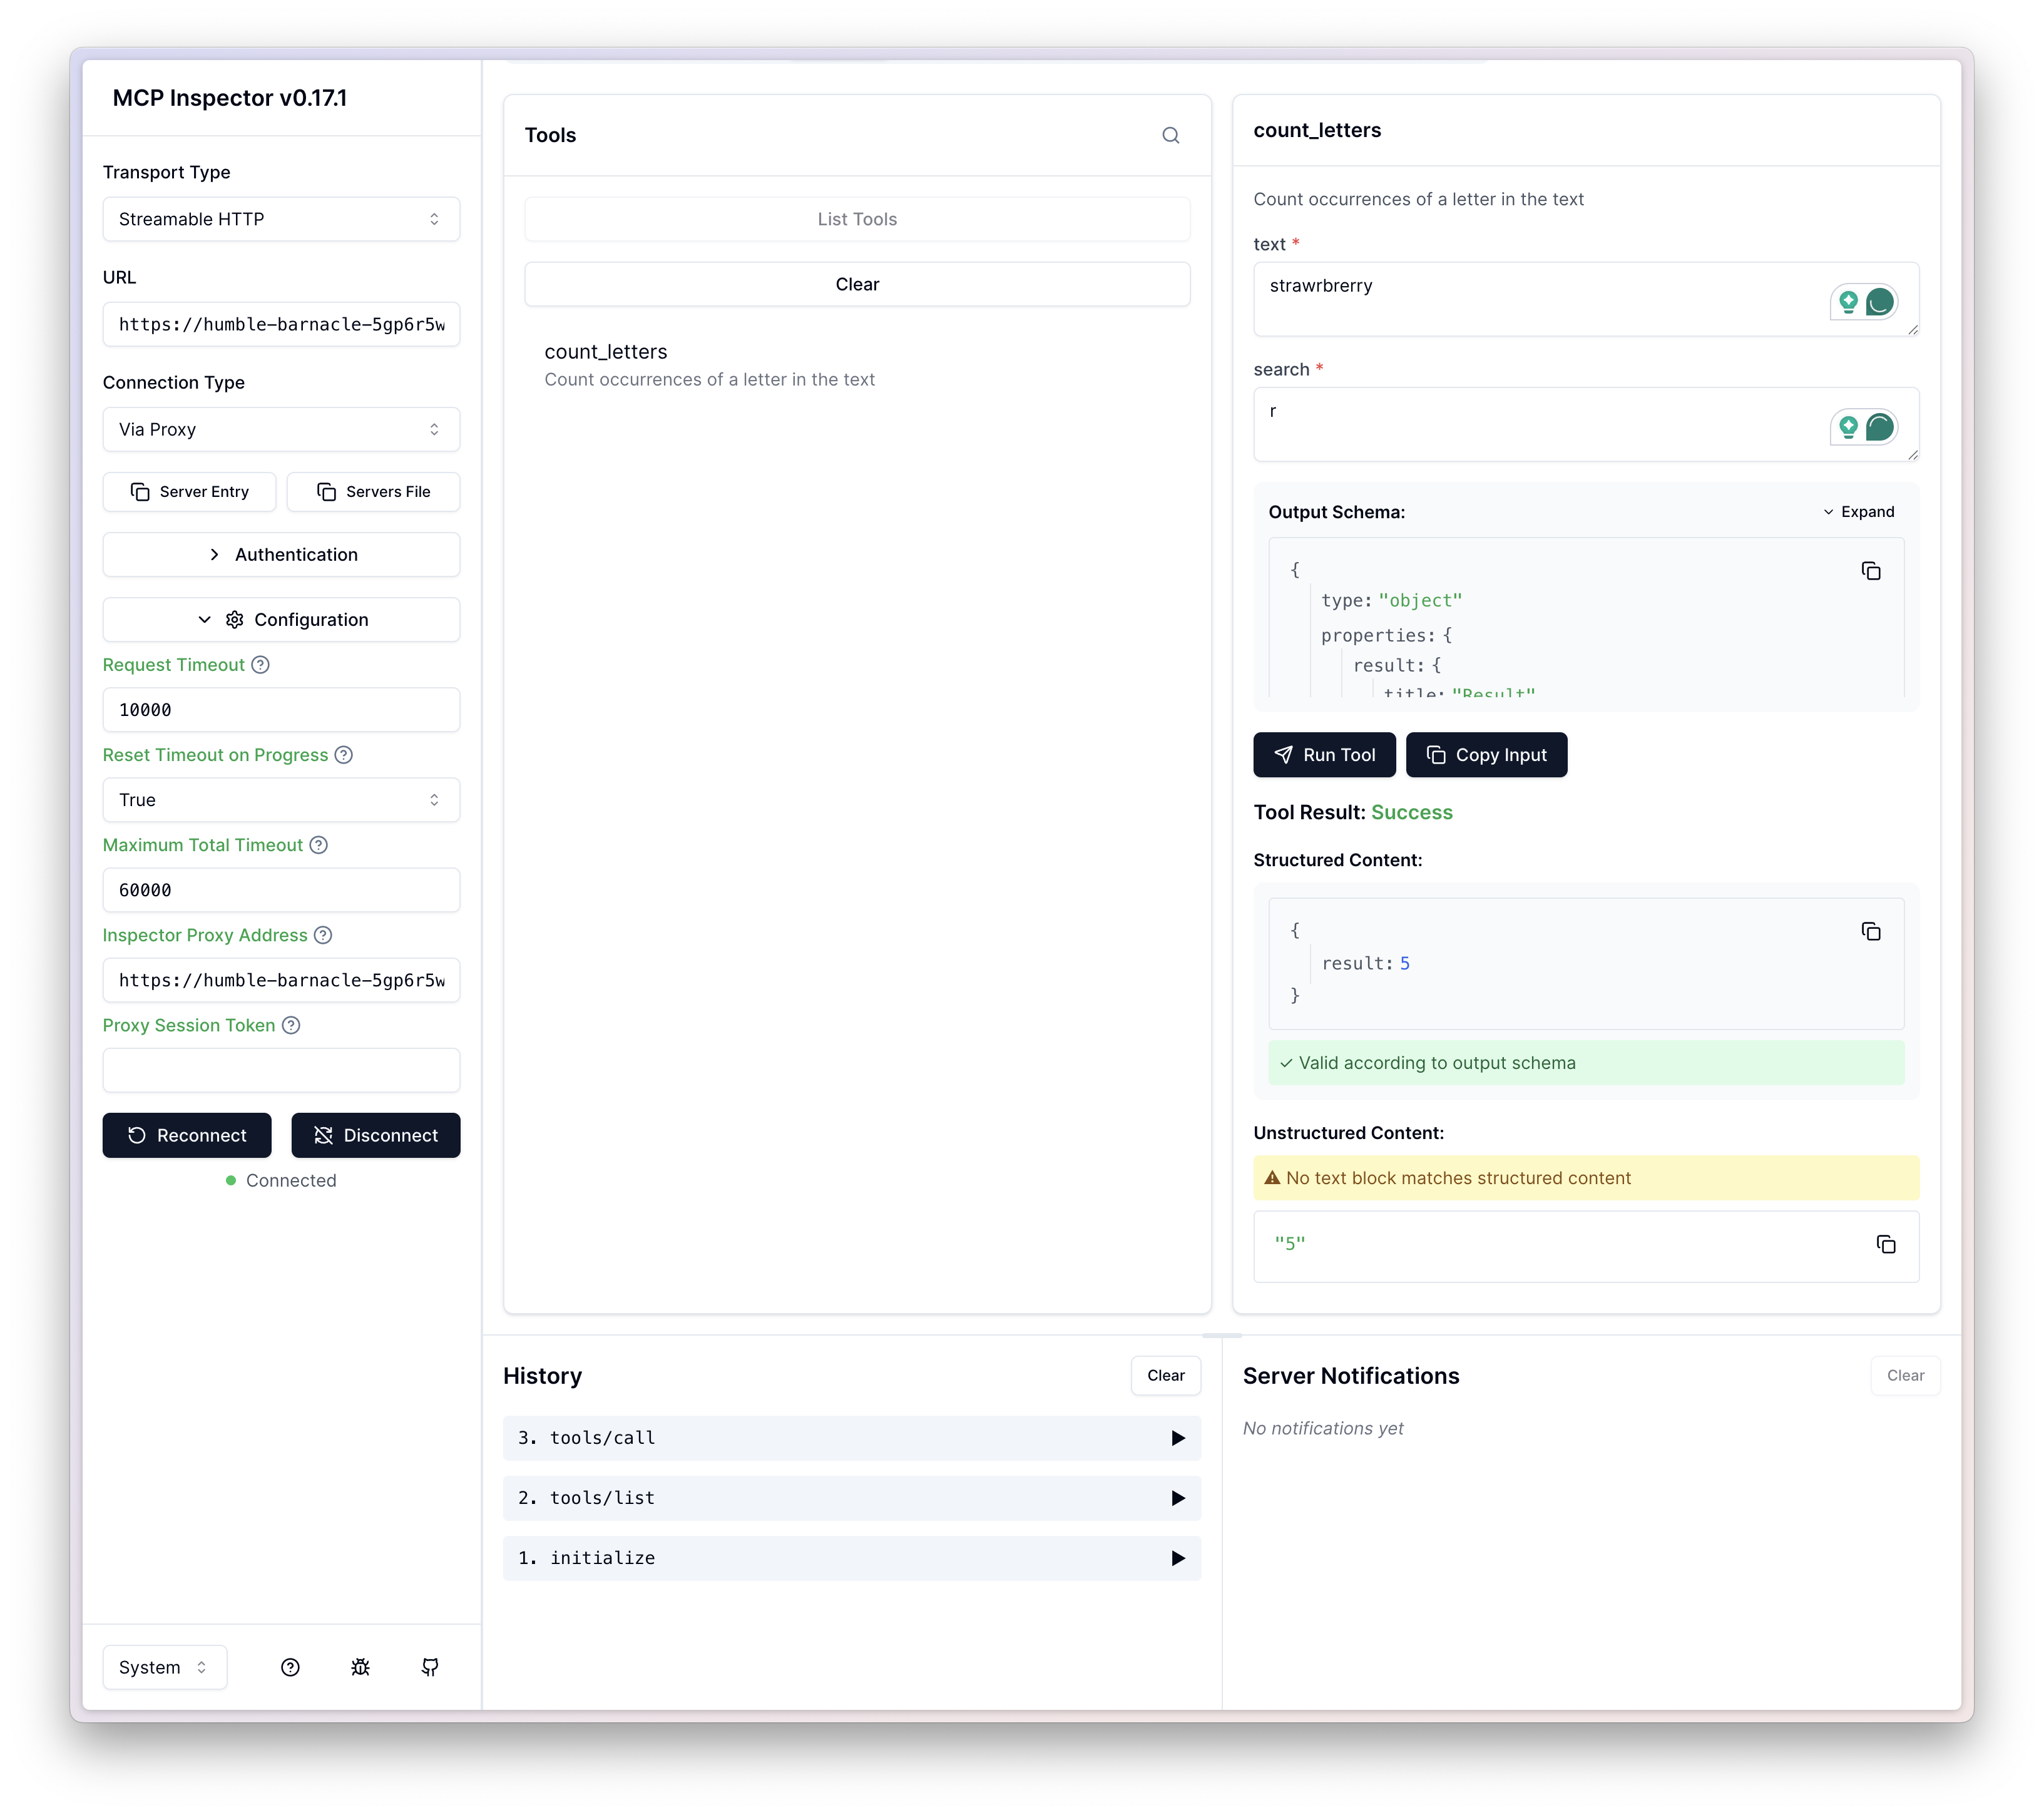 MCP Inspector v0.17.1
Transport Type
Streamable HTTP
URL
https://humble-barnacle-5gp6r5w
Connection Type
Via Proxy
Server Entry
Servers File
Authentication
Configuration
Request Timeout
10000
Reset Timeout on Progress
True
Maximum Total Timeout
60000
Inspector Proxy Address
https://humble-barnacle-5gp6r5w
Proxy Session Token
Reconnect
Disconnect
Connected
System
Tools
List Tools
Clear
count_letters
Count occurrences of a letter in the text
count_letters
Count occurrences of a letter in the text
text *
strawrbrerry
search *
r
Output Schema:
Expand
{
type: "object"
properties: {
result: {
title: "Result"
Run Tool
Copy Input
Tool Result: Success
Structured Content:
{
result: 5
}
✓ Valid according to output schema
Unstructured Content:
⚠ No text block matches structured content
"5"
History
Clear
3. tools/call
2. tools/list
1. initialize
Server Notifications
Clear
No notifications yet